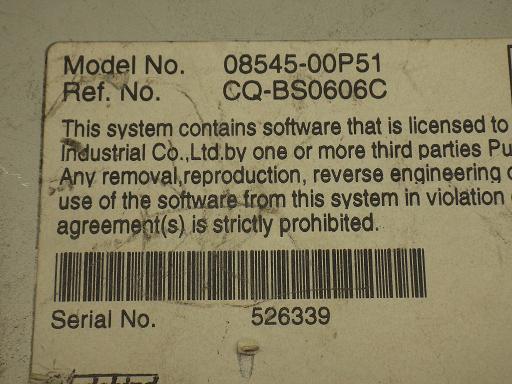 Model No. 08545-00P51
Ref. No. CQ-BS0606C
This system contains software that is licensed to
Industrial Co.,Ltd.by one or more third parties Pu
Any removal,reproduction, reverse engineering o
use of the software from this system in violation
agreement(s) is strictly prohibited.
Serial No. 526339